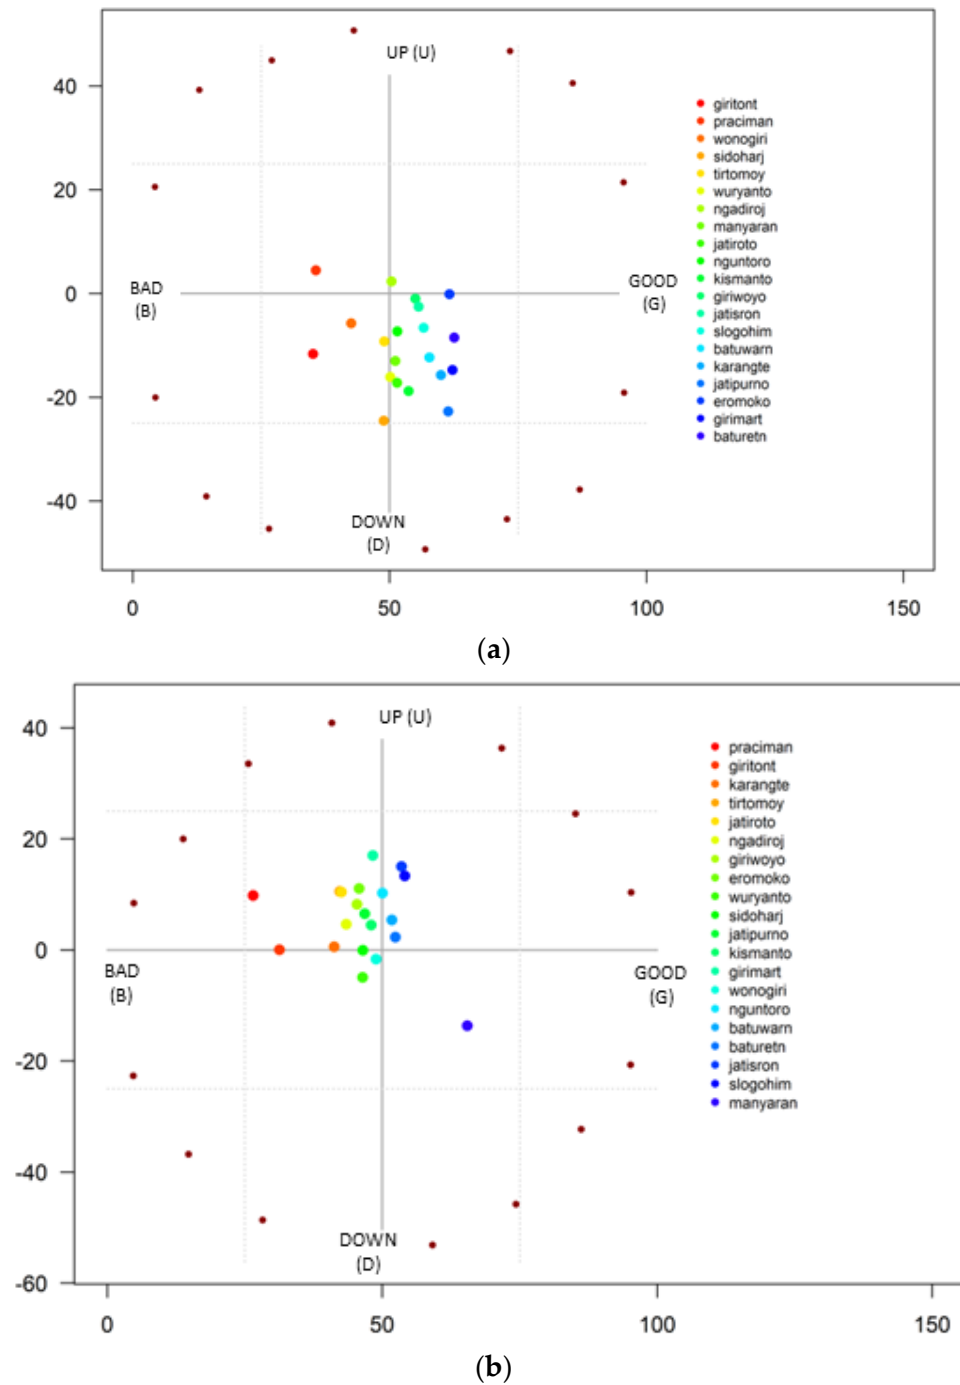 UP (U)
40
giritont
praciman
wonogiri
sidoharj
tirtomoy
wuryanto
ngadiroj
manyaran
jatiroto
nguntoro
kismanto
giriwoyo
jatisron
slogohim
batuwarn
karangte
jatipurno
eromoko
girimart
baturetn
20
BAD
(B)
GOOD
(G)
0
-20
-40
DOWN
(D)
0 50 100 150
(a)
UP (U)
40
praciman
giritont
karangte
tirtomoy
jatiroto
ngadiroj
giriwoyo
eromoko
wuryanto
sidoharj
jatipurno
kismanto
girimart
wonogiri
nguntoro
batuwarn
baturetn
jatisron
slogohim
manyaran
20
0
BAD
(B)
GOOD
(G)
-20
-40
DOWN
(D)
-60
0 50 100 150
(b)